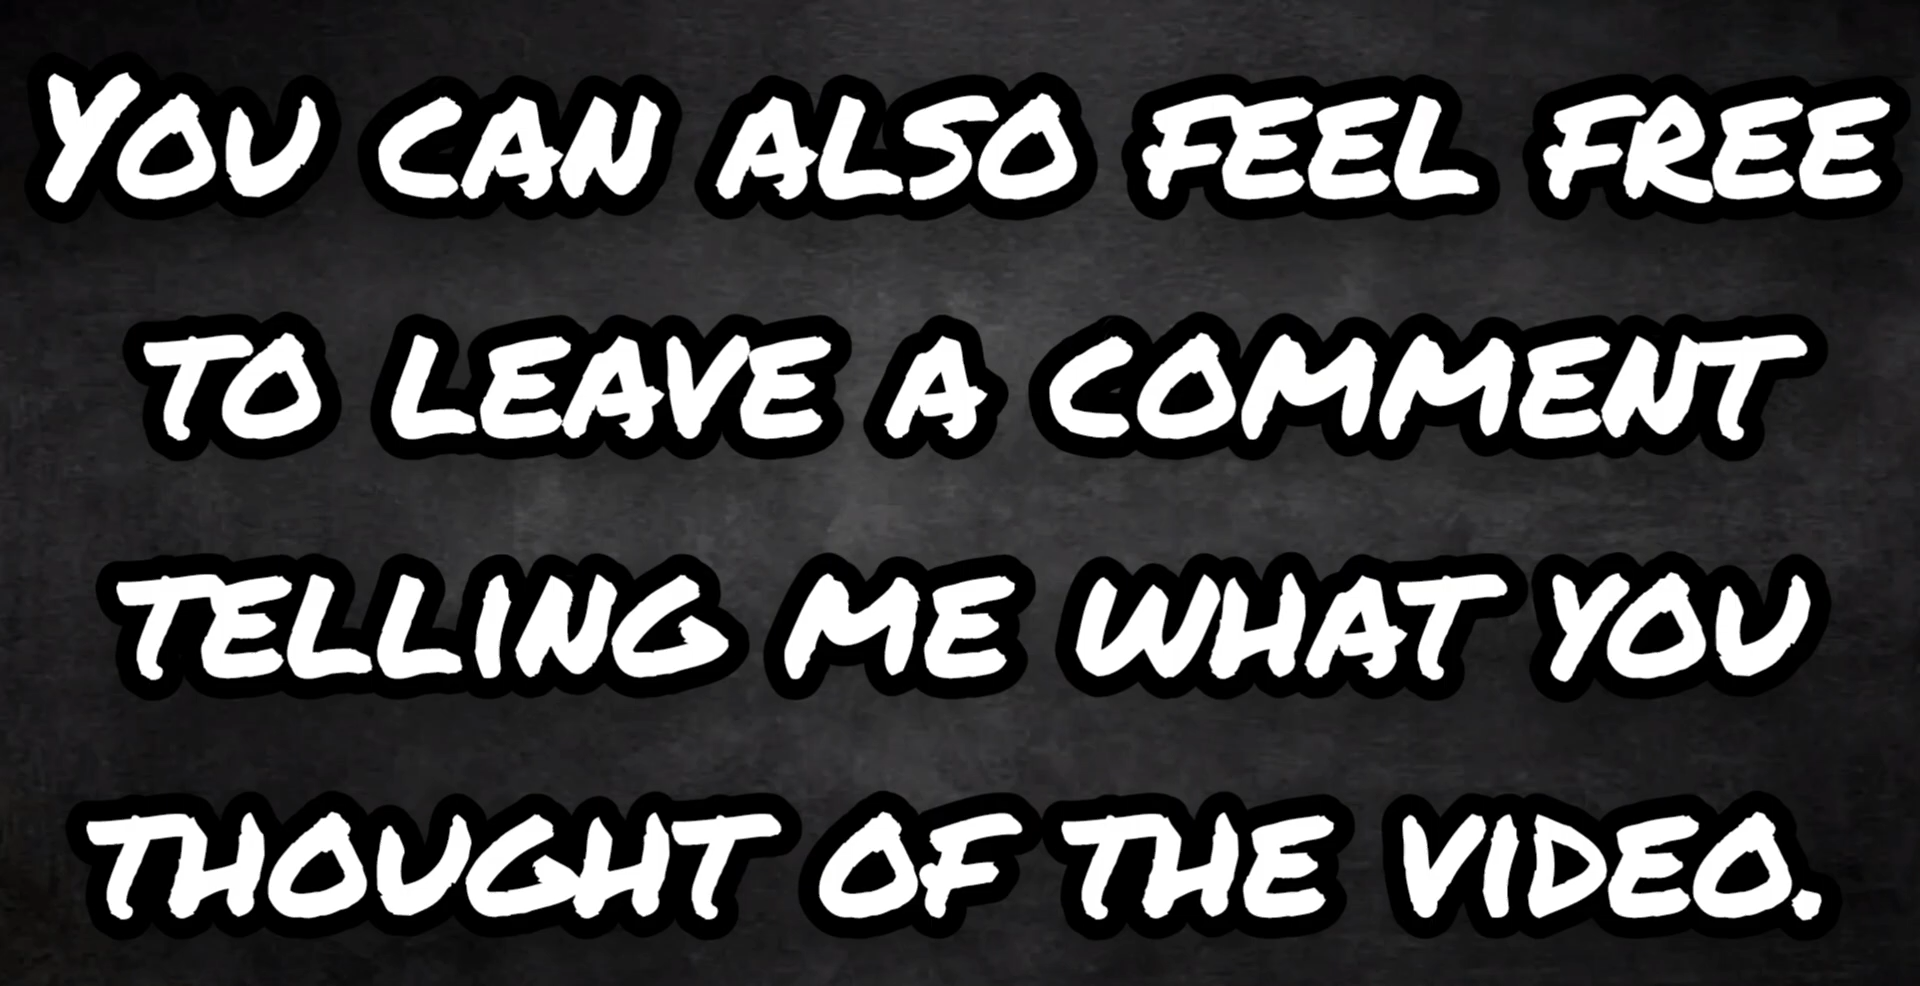 You can also feel free
to leave a comment
telling me what you
thought of the video.